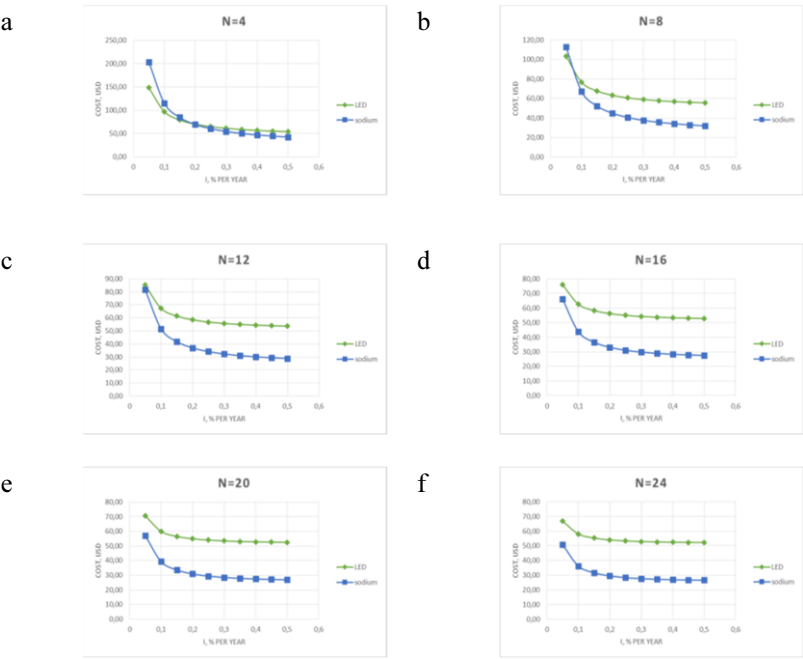 a
N=4
COST, USD
250,00
200,00
150,00
100,00
50,00
0,00
0 0,1 0,2 0,3 0,4 0,5 0,6
I, % PER YEAR
LED
sodium
b
N=8
COST, USD
120,00
100,00
80,00
60,00
40,00
20,00
0,00
0 0,1 0,2 0,3 0,4 0,5 0,6
I, % PER YEAR
LED
sodium
c
N=12
COST, USD
90,00
80,00
70,00
60,00
50,00
40,00
30,00
20,00
10,00
0,00
0 0,1 0,2 0,3 0,4 0,5 0,6
I, % PER YEAR
LED
sodium
d
N=16
COST, USD
80,00
70,00
60,00
50,00
40,00
30,00
20,00
10,00
0,00
0 0,1 0,2 0,3 0,4 0,5 0,6
I, % PER YEAR
LED
sodium
e
N=20
COST, USD
80,00
70,00
60,00
50,00
40,00
30,00
20,00
10,00
0,00
0 0,1 0,2 0,3 0,4 0,5 0,6
I, % PER YEAR
LED
sodium
f
N=24
COST, USD
80,00
70,00
60,00
50,00
40,00
30,00
20,00
10,00
0,00
0 0,1 0,2 0,3 0,4 0,5 0,6
I, % PER YEAR
LED
sodium